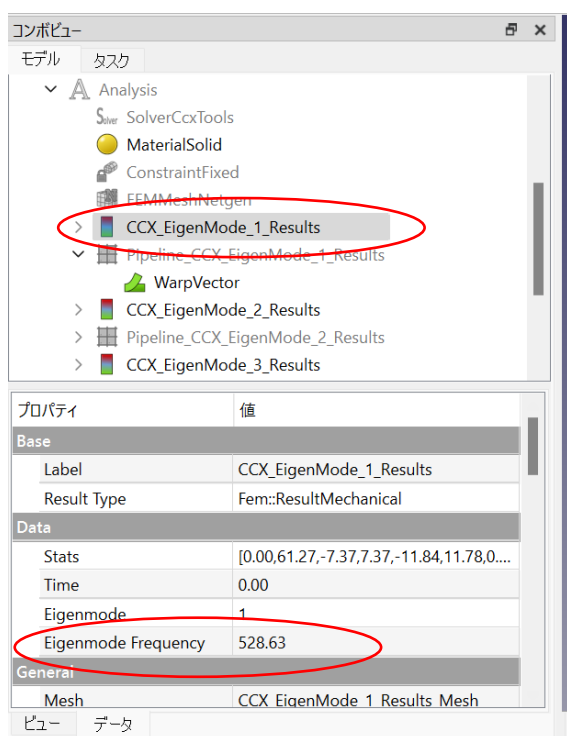 コンボビュー
モデル タスク
Analysis
Solver SolverCcxTools
MaterialSolid
ConstraintFixed
FEMMeshNetgen
CCX_EigenMode_1_Results
Pipeline_CCX_EigenMode_1_Results
WarpVector
CCX_EigenMode_2_Results
Pipeline_CCX_EigenMode_2_Results
CCX_EigenMode_3_Results
プロパティ 値
Base
Label CCX_EigenMode_1_Results
Result Type Fem::ResultMechanical
Data
Stats [0.00,61.27,-7.37,7.37,-11.84,11.78,0....
Time 0.00
Eigenmode 1
Eigenmode Frequency 528.63
General
Mesh CCX_EigenMode_1_Results_Mesh
ビュー データ